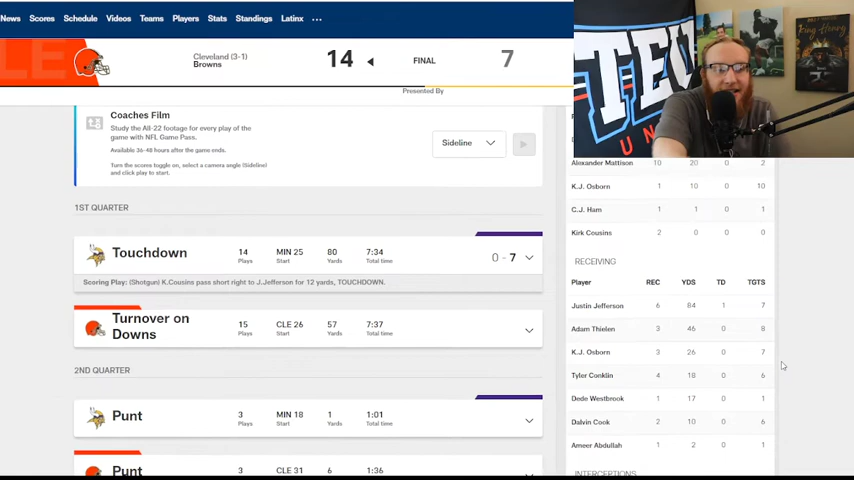 News Scores Schedule Videos Teams Players Stats Standings Latinx ...
Cleveland (3-1)
Browns
14
FINAL
7
Presented By
Coaches Film
Study the All-22 footage for every play of the
game with NFL Game Pass.
Available 36-48 hours after the game ends.
Turn the scores toggle on, select a camera angle (Sideline)
and click play to start.
Sideline
1ST QUARTER
Touchdown
14 MIN 25 80 7:34
Plays Start Yards Total time
0 - 7
Scoring Play: (Shotgun) K.Cousins pass short right to J.Jefferson for 12 yards, TOUCHDOWN.
Turnover on
Downs
15 CLE 26 57 7:37
Plays Start Yards Total time
2ND QUARTER
Punt
3 MIN 18 1 1:01
Plays Start Yards Total time
Punt
3 CLE 31 6 1:36
TEN
UN
King Henry
Alexander Mattison 10 20 0 2
K.J. Osborn 1 10 0 10
C.J. Ham 1 1 0 1
Kirk Cousins 2 0 0 0
RECEIVING
Player REC YDS TD TGTS
Justin Jefferson 6 84 1 7
Adam Thielen 3 46 0 8
K.J. Osborn 3 26 0 7
Tyler Conklin 4 18 0 6
Dede Westbrook 1 17 0 1
Dalvin Cook 2 10 0 6
Ameer Abdullah 1 2 0 1
INTERCEPTIONS